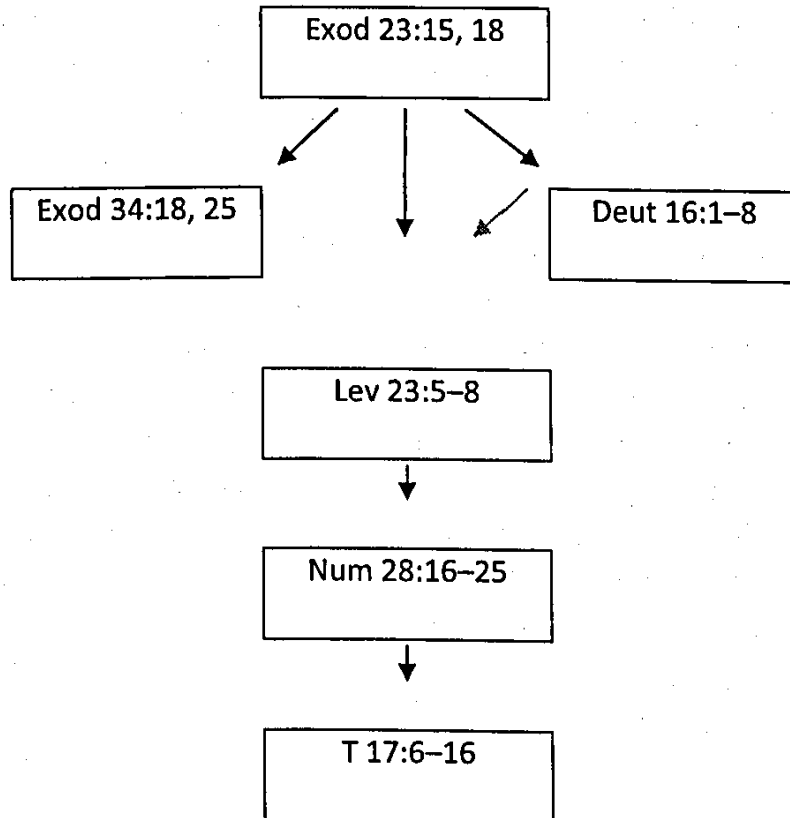 Exod 23:15, 18
Exod 34:18, 25
Deut 16:1–8
Lev 23:5–8
Num 28:16–25
T 17:6–16